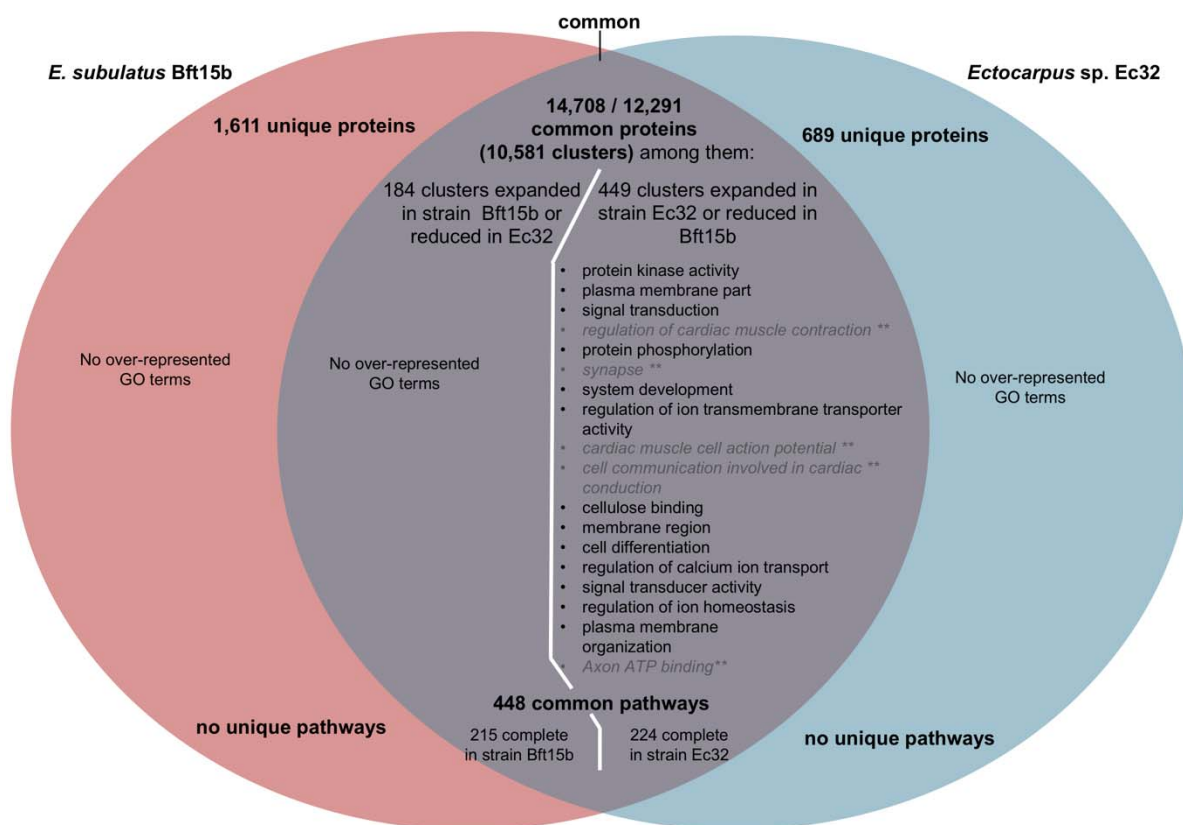 common
E. subulatus Bft15b
Ectocarpus sp. Ec32
1,611 unique proteins
14,708 / 12,291
common proteins
(10,581 clusters) among them:
689 unique proteins
184 clusters expanded
in strain Bft15b or
reduced in Ec32
449 clusters expanded in
strain Ec32 or reduced in
Bft15b
No over-represented
GO terms
No over-represented
GO terms
• protein kinase activity
• plasma membrane part
• signal transduction
• regulation of cardiac muscle contraction **
• protein phosphorylation
• synapse **
• system development
• regulation of ion transmembrane transporter
activity
• cardiac muscle cell action potential **
• cell communication involved in cardiac **
conduction
• cellulose binding
• membrane region
• cell differentiation
• regulation of calcium ion transport
• signal transducer activity
• regulation of ion homeostasis
• plasma membrane
organization
• Axon ATP binding**
No over-represented
GO terms
no unique pathways
448 common pathways
215 complete
in strain Bft15b
224 complete
in strain Ec32
no unique pathways